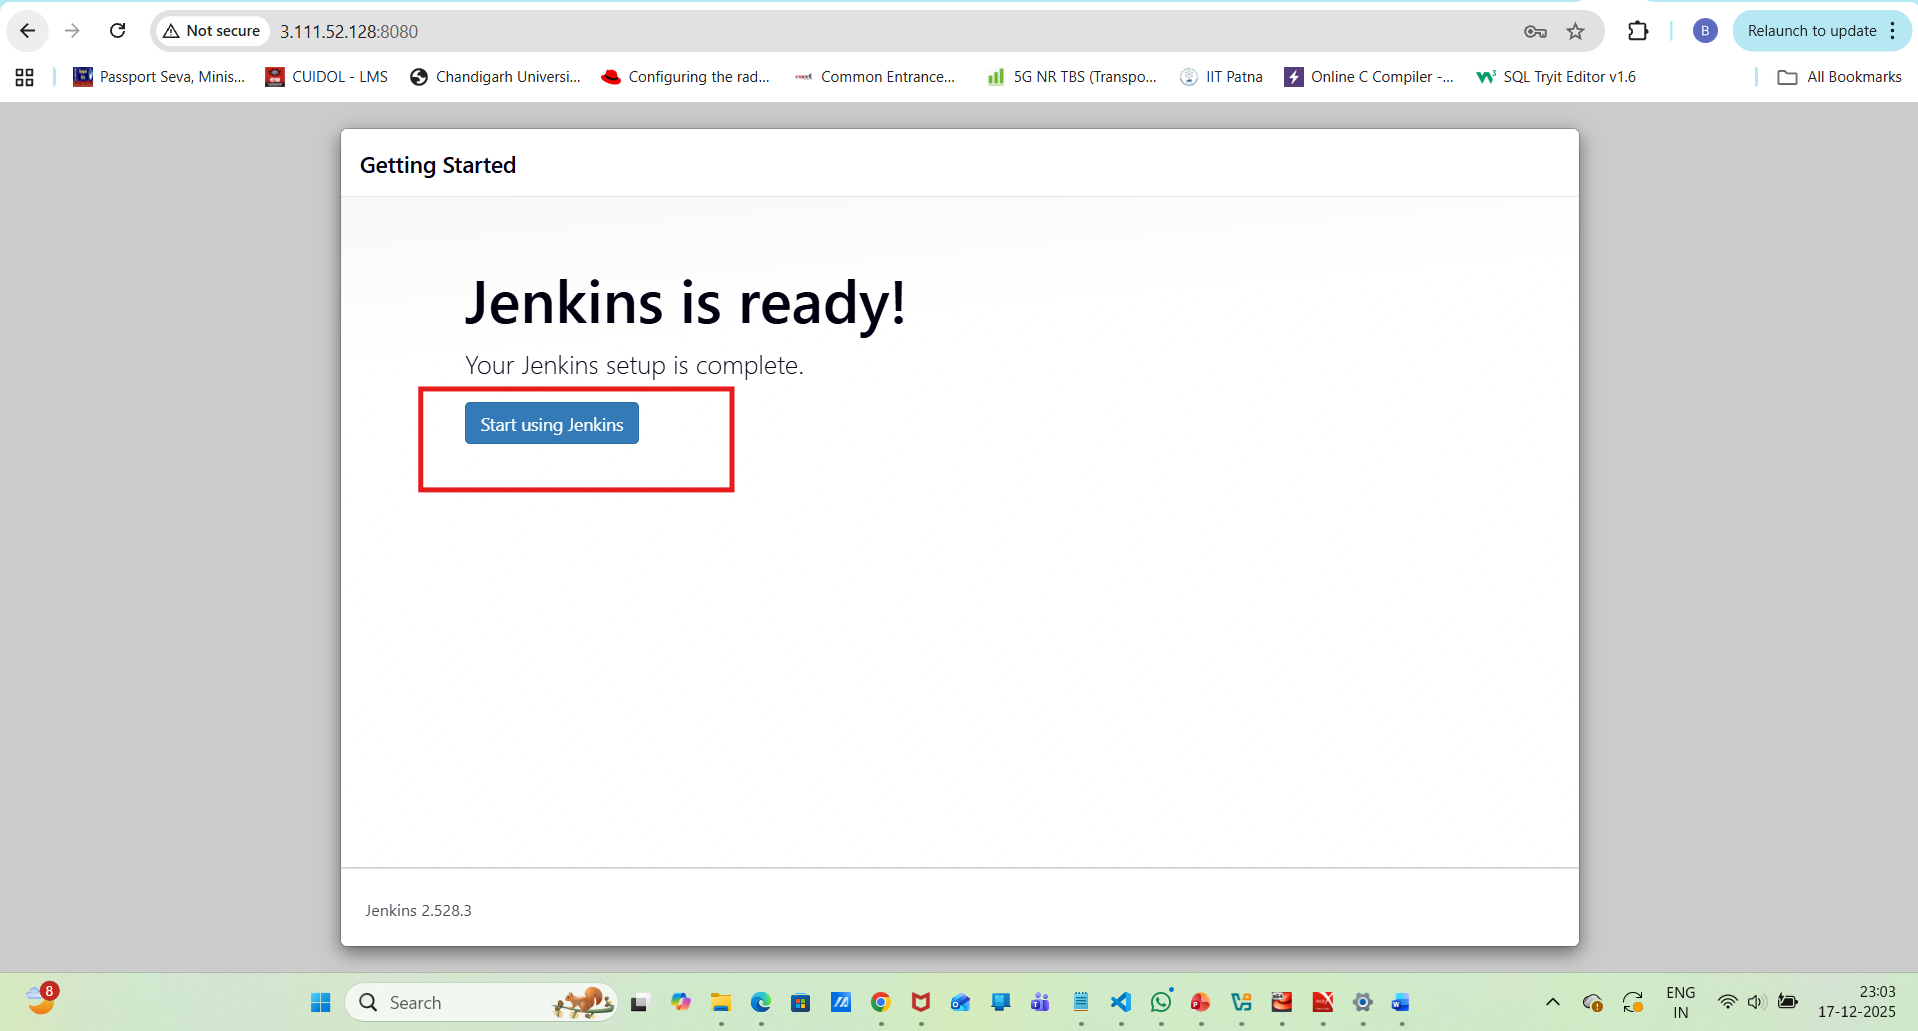 Not secure
3.111.52.128:8080
B
Relaunch to update
Passport Seva, Minis...
CUIDOL - LMS
Chandigarh Universi...
Configuring the rad...
Common Entrance...
5G NR TBS (Transpo...
IIT Patna
Online C Compiler -...
SQL Tryit Editor v1.6
All Bookmarks
Getting Started
Jenkins is ready!
Your Jenkins setup is complete.
Start using Jenkins
Jenkins 2.528.3
8
Search
ENG
IN
23:03
17-12-2025